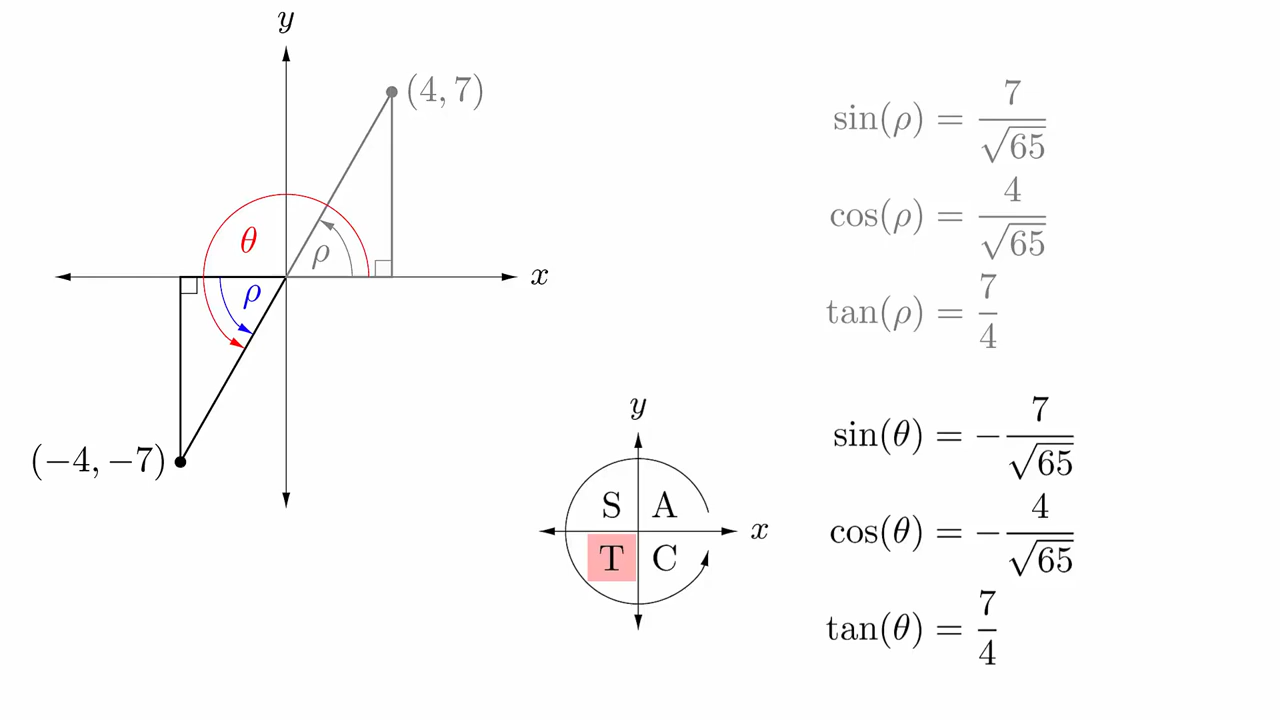 y
(4, 7)
θ
ρ
x
ρ
(−4, −7)
y
S A
x
T C
sin(ρ) = 7/√65
cos(ρ) = 4/√65
tan(ρ) = 7/4
sin(θ) = −7/√65
cos(θ) = −4/√65
tan(θ) = 7/4